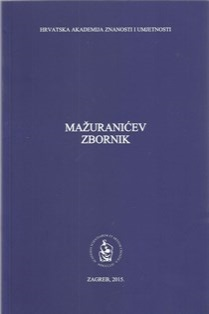 HRVATSKA AKADEMIJA ZNANOSTI I UMJETNOSTI
MAŽURANIĆEV
ZBORNIK
ZAGREB, 2015.